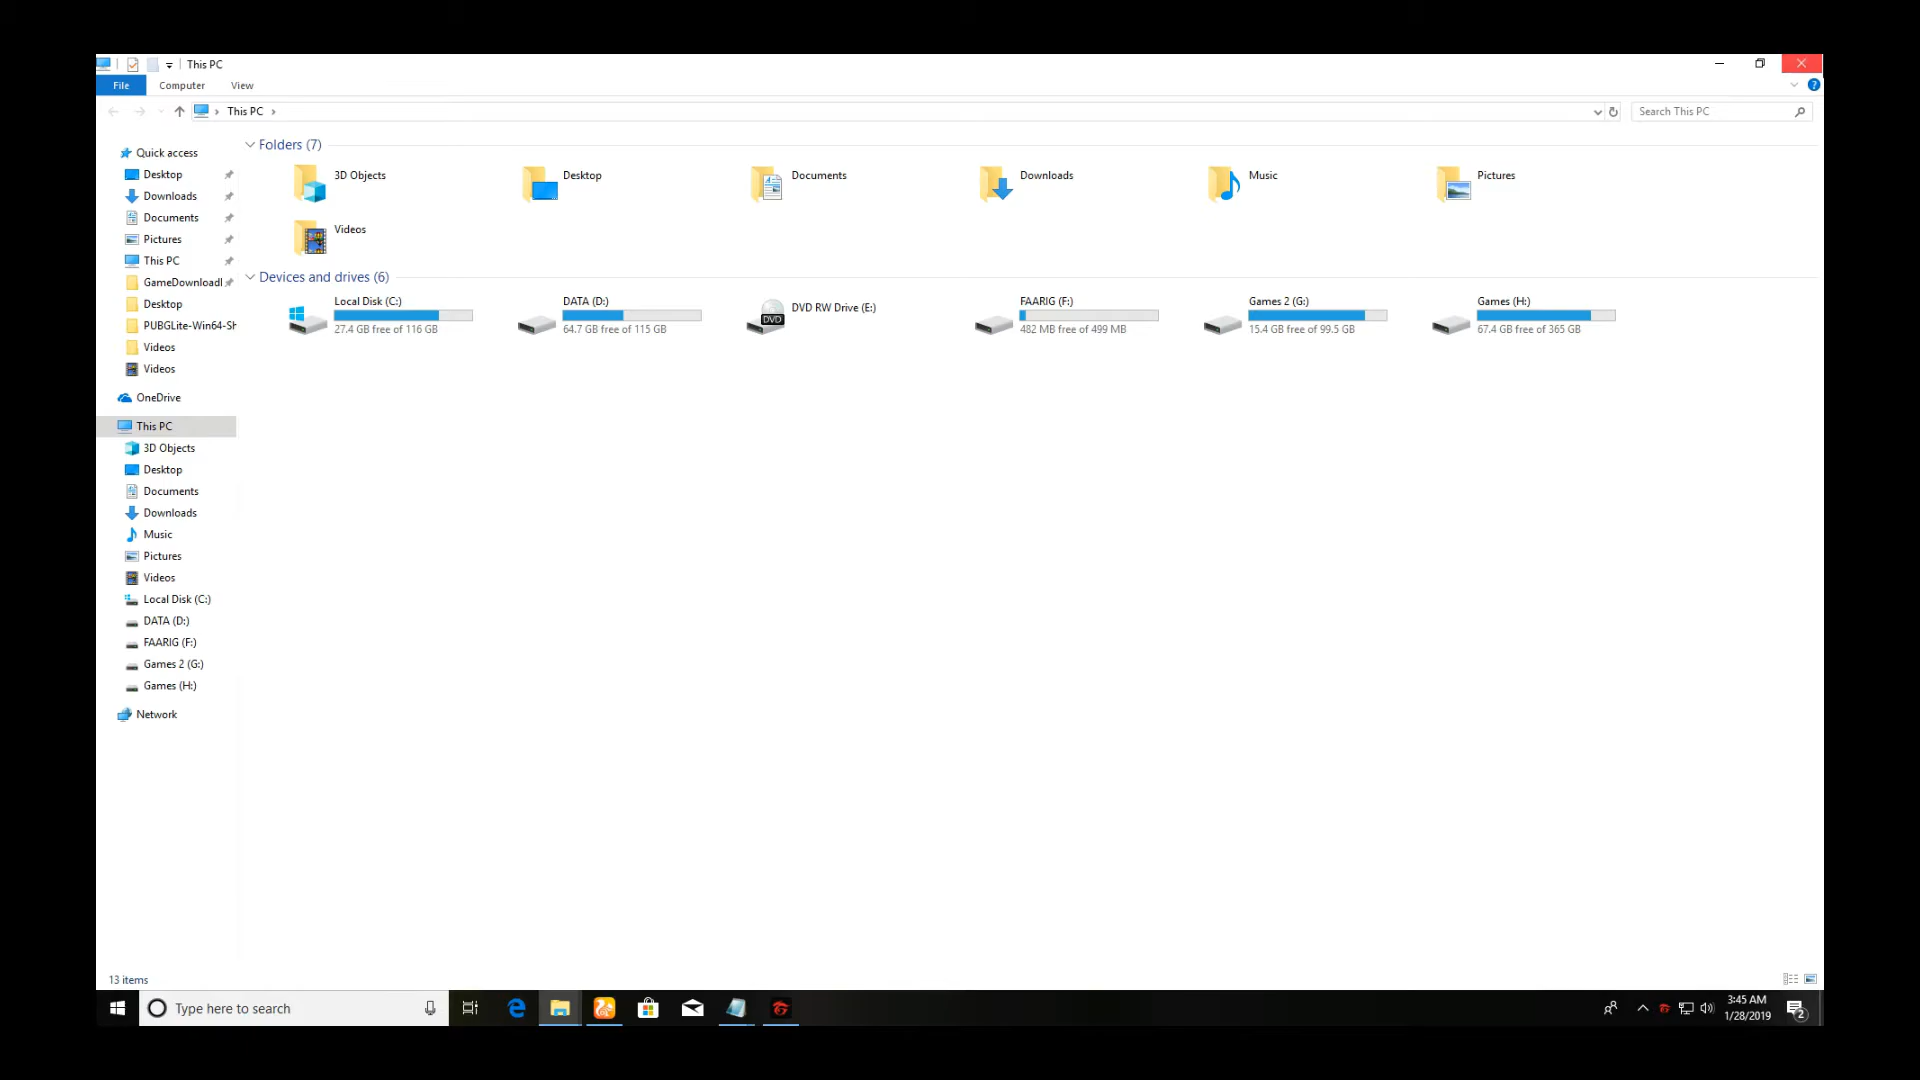 This PC
File Computer View
This PC
Search This PC
Quick access
Desktop
Downloads
Documents
Pictures
This PC
GameDownloadl
Desktop
PUBGLite-Win64-Sh
Videos
Videos
OneDrive
This PC
3D Objects
Desktop
Documents
Downloads
Music
Pictures
Videos
Local Disk (C:)
DATA (D:)
FAARIG (F:)
Games 2 (G:)
Games (H:)
Network
Folders (7)
3D Objects
Desktop
Documents
Downloads
Music
Pictures
Videos
Devices and drives (6)
Local Disk (C:)
27.4 GB free of 116 GB
DATA (D:)
64.7 GB free of 115 GB
DVD
DVD RW Drive (E:)
FAARIG (F:)
482 MB free of 499 MB
Games 2 (G:)
15.4 GB free of 99.5 GB
Games (H:)
67.4 GB free of 365 GB
13 items
Type here to search
3:45 AM
1/28/2019
2